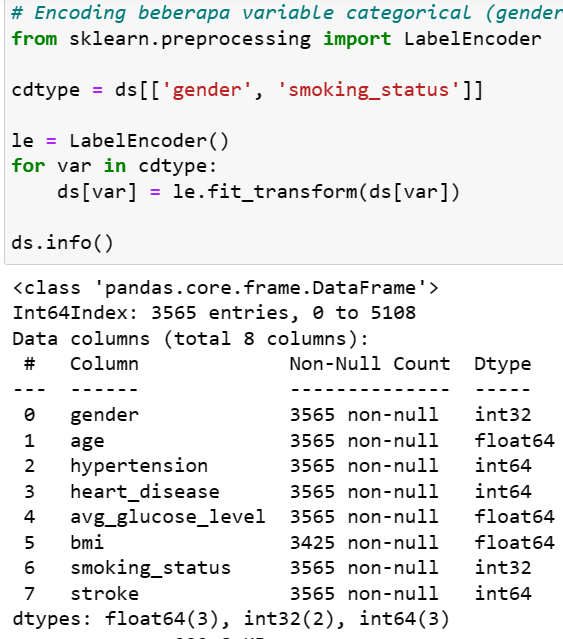 # Encoding beberapa variable categorical (gender
from sklearn.preprocessing import LabelEncoder
cdtype = ds[['gender', 'smoking_status']]
le = LabelEncoder()
for var in cdtype:
    ds[var] = le.fit_transform(ds[var])
ds.info()
<class 'pandas.core.frame.DataFrame'>
Int64Index: 3565 entries, 0 to 5108
Data columns (total 8 columns):
 #   Column             Non-Null Count  Dtype
---  ------             --------------  -----
 0   gender             3565 non-null   int32
 1   age                3565 non-null   float64
 2   hypertension       3565 non-null   int64
 3   heart_disease      3565 non-null   int64
 4   avg_glucose_level  3565 non-null   float64
 5   bmi                3425 non-null   float64
 6   smoking_status     3565 non-null   int32
 7   stroke             3565 non-null   int64
dtypes: float64(3), int32(2), int64(3)